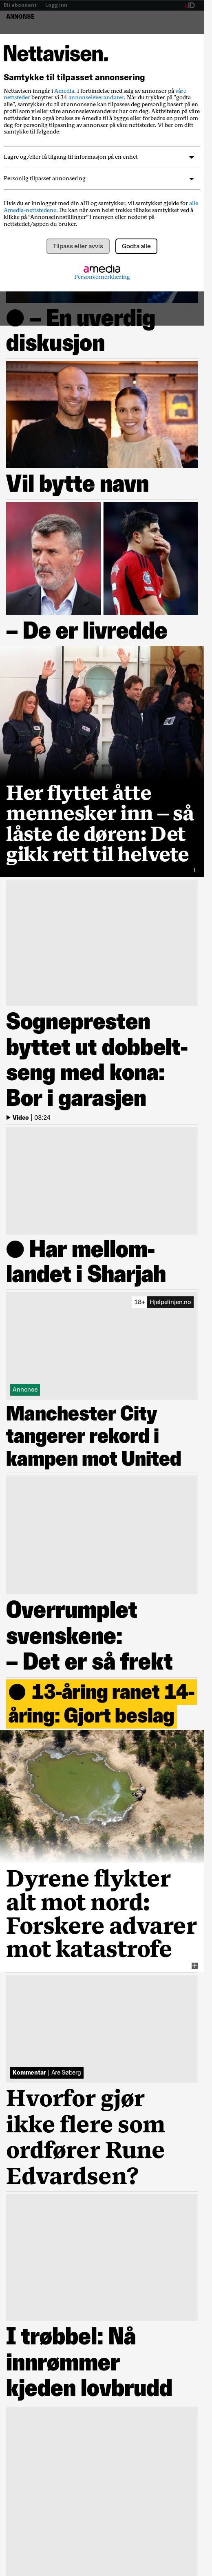 Bli abonnent | Logg inn
aID
ANNONSE
Nettavisen.
Samtykke til tilpasset annonsering
Nettavisen inngår i Amedia. I forbindelse med salg av annonser på våre
nettsteder benytter vi 34 annonseleverandører. Når du trykker på "godta
alle", samtykker du til at annonsene kan tilpasses deg personlig basert på en
profil som vi eller våre annonseleverandører har om deg. Aktivitetene dine på våre
nettsteder kan også brukes av Amedia til å bygge eller forbedre en profil om
deg for personlig tilpasning av annonser på våre nettsteder. Vi ber om ditt
samtykke til følgende:
Lagre og/eller få tilgang til informasjon på en enhet
Personlig tilpasset annonsering
Hvis du er innlogget med din aID og samtykker, vil samtykket gjelde for alle
Amedia-nettstedene. Du kan når som helst trekke tilbake samtykket ved å
klikke på "Annonseinnstillinger" i menyen eller nederst på
nettstedet/appen du bruker.
Tilpass eller avvis
Godta alle
amedia
Personvernerklæring
– En uverdig
diskusjon
Vil bytte navn
– De er livredde
Her flyttet åtte
mennesker inn – så
låste de døren: Det
gikk rett til helvete
Sognepresten
byttet ut dobbelt-
seng med kona:
Bor i garasjen
Video | 03:24
Har mellom-
landet i Sharjah
18+ Hjelpelinjen.no
Annonse
Manchester City
tangerer rekord i
kampen mot United
Overrumplet
svenskene:
– Det er så frekt
13-åring ranet 14-
åring: Gjort beslag
Dyrene flykter
alt mot nord:
Forskere advarer
mot katastrofe
Kommentar | Are Søberg
Hvorfor gjør
ikke flere som
ordfører Rune
Edvardsen?
I trøbbel: Nå
innrømmer
kjeden lovbrudd